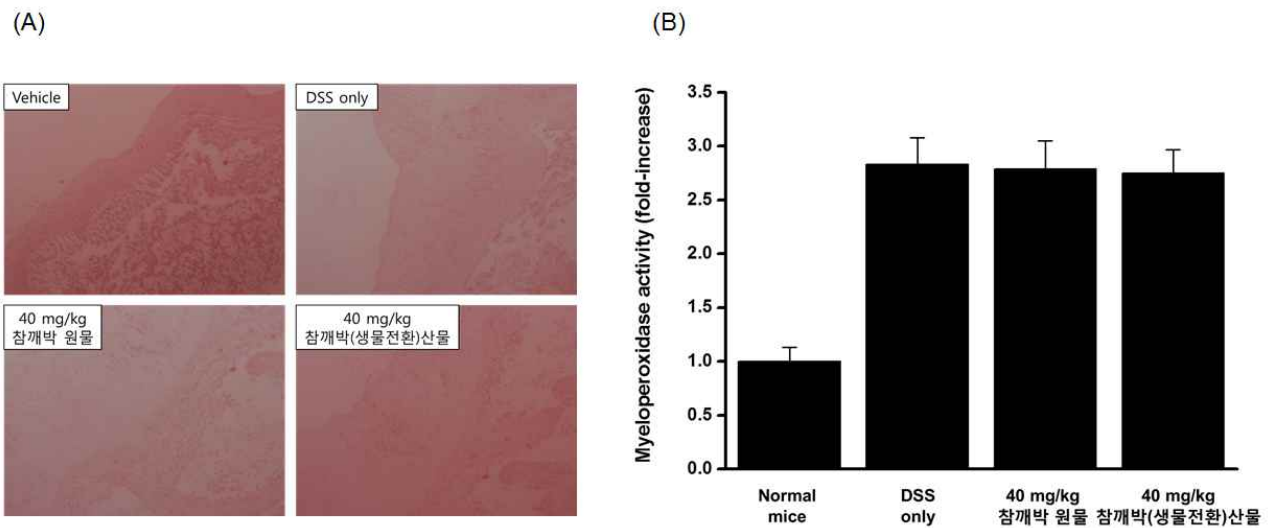 (A)
(B)
Vehicle
DSS only
40 mg/kg
참깨박 원물
40 mg/kg
참깨박(생물전환)산물
Myeloperoxidase activity (fold-increase)
3.5
3.0
2.5
2.0
1.5
1.0
0.5
0.0
Normal
mice
DSS
only
40 mg/kg
참깨박 원물
40 mg/kg
참깨박(생물전환)산물